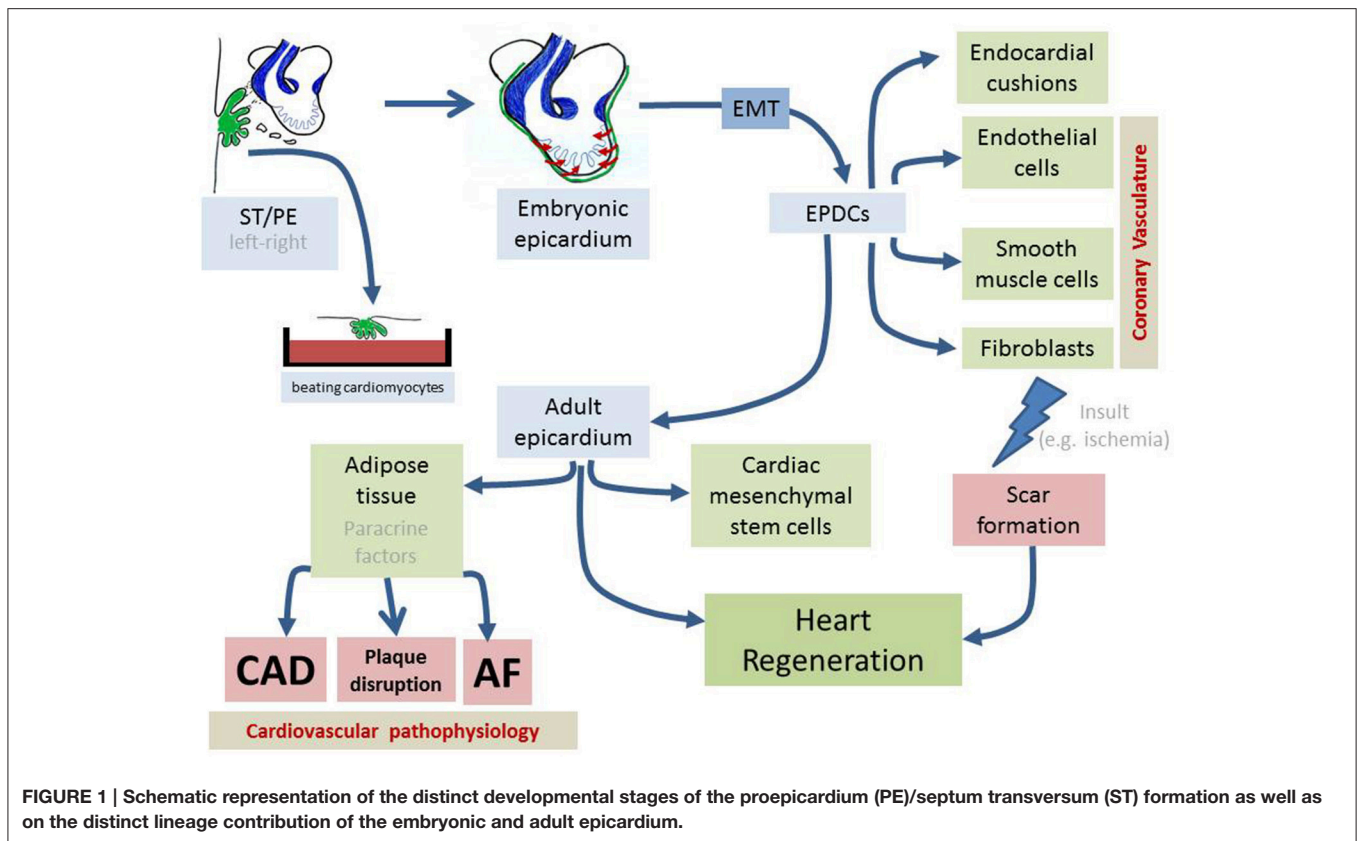 ST/PE
left-right
Embryonic
epicardium
EMT
EPDCs
Endocardial
cushions
Endothelial
cells
Smooth
muscle cells
Fibroblasts
Coronary Vasculature
beating cardiomyocytes
Insult
(e.g. ischemia)
Scar
formation
Adult
epicardium
Adipose
tissue
Paracrine
factors
Cardiac
mesenchymal
stem cells
Heart
Regeneration
CAD
Plaque
disruption
AF
Cardiovascular pathophysiology
FIGURE 1 | Schematic representation of the distinct developmental stages of the proepicardium (PE)/septum transversum (ST) formation as well as
on the distinct lineage contribution of the embryonic and adult epicardium.